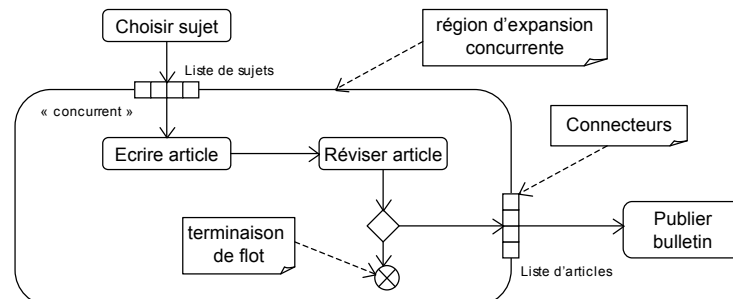 Choisir sujet
région d'expansion
concurrente
Liste de sujets
« concurrent »
Connecteurs
Ecrire article
Réviser article
Publier
bulletin
terminaison
de flot
Liste d'articles